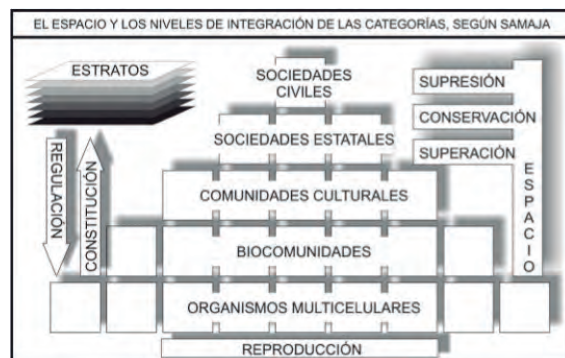 EL ESPACIO Y LOS NIVELES DE INTEGRACIÓN DE LAS CATEGORÍAS, SEGÚN SAMAJA
ESTRATOS
REGULACIÓN
CONSTITUCIÓN
SOCIEDADES
CIVILES
SOCIEDADES ESTATALES
COMUNIDADES CULTURALES
BIOCOMUNIDADES
ORGANISMOS MULTICELULARES
REPRODUCCIÓN
SUPRESIÓN
CONSERVACIÓN
SUPERACIÓN
ESPACIO